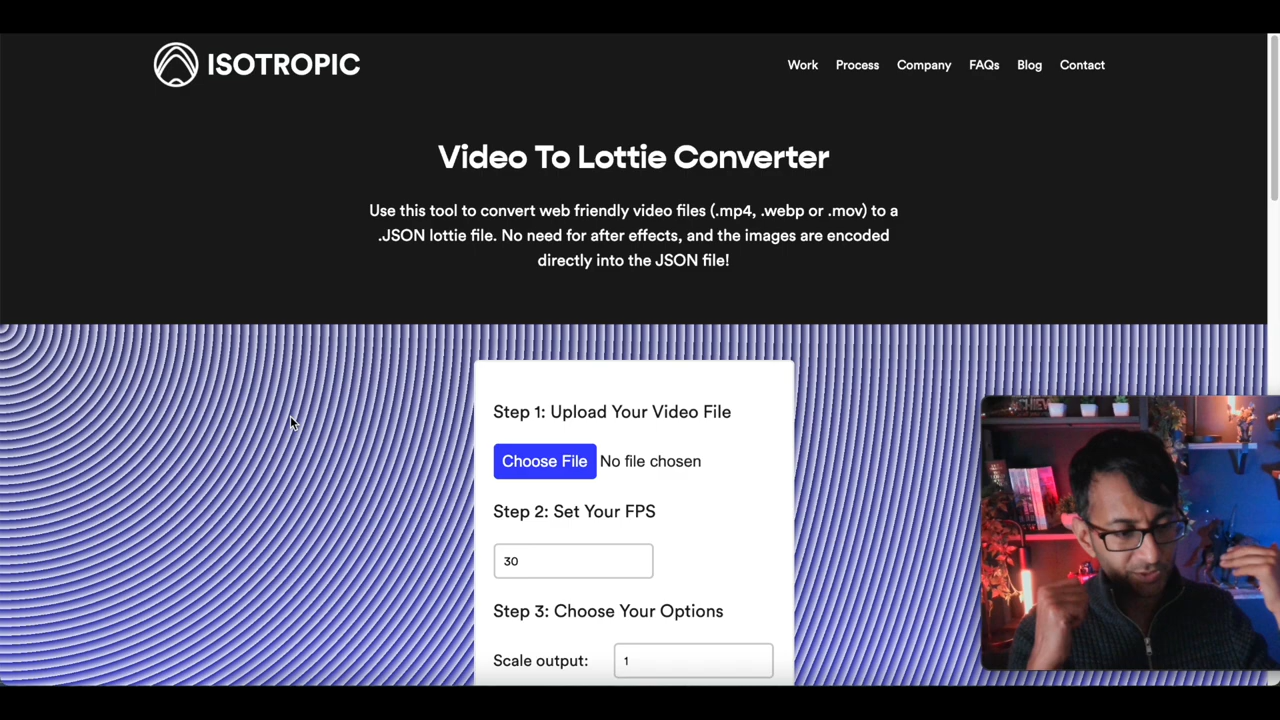 ISOTROPIC
Work Process Company FAQs Blog Contact
Video To Lottie Converter
Use this tool to convert web friendly video files (.mp4, .webp or .mov) to a
.JSON lottie file. No need for after effects, and the images are encoded
directly into the JSON file!
Step 1: Upload Your Video File
Choose File No file chosen
Step 2: Set Your FPS
30
Step 3: Choose Your Options
Scale output: 1